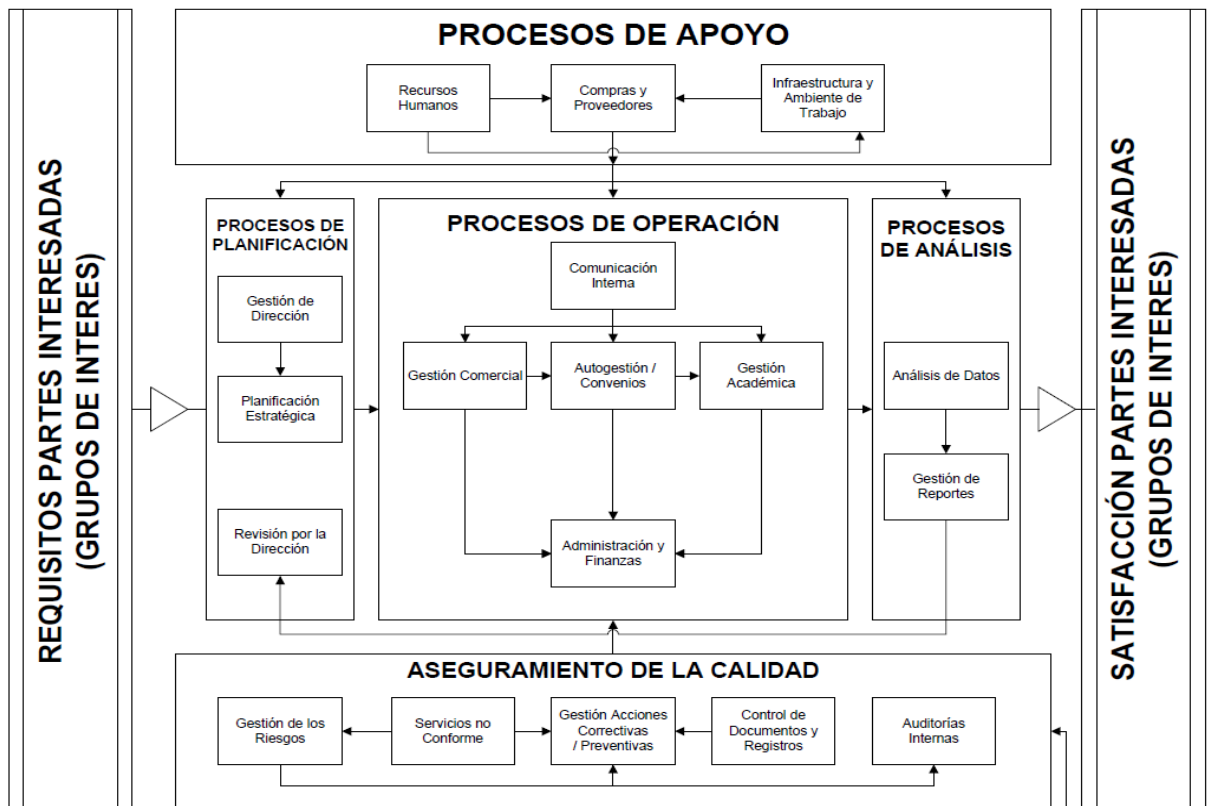 REQUISITOS PARTES INTERESADAS
(GRUPOS DE INTERES)
PROCESOS DE APOYO
Recursos
Humanos
Compras y
Proveedores
Infraestructura y
Ambiente de
Trabajo
PROCESOS DE
PLANIFICACIÓN
Gestión de
Dirección
Planificación
Estratégica
Revisión por la
Dirección
PROCESOS DE OPERACIÓN
Comunicación
Interna
Gestión Comercial
Autogestión /
Convenios
Gestión
Académica
Administración y
Finanzas
PROCESOS
DE ANÁLISIS
Análisis de Datos
Gestión de
Reportes
ASEGURAMIENTO DE LA CALIDAD
Gestión de los
Riesgos
Servicios no
Conforme
Gestión Acciones
Correctivas
/ Preventivas
Control de
Documentos y
Registros
Auditorías
Internas
SATISFACCIÓN PARTES INTERESADAS
(GRUPOS DE INTERES)